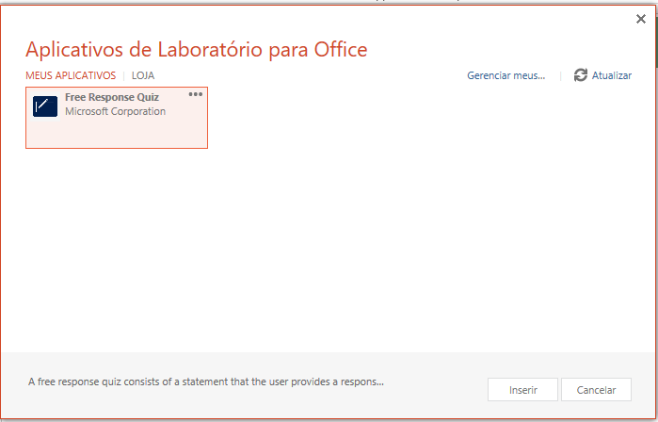 Aplicativos de Laboratório para Office
MEUS APLICATIVOS | LOJA
Gerenciar meus... | Atualizar
Free Response Quiz
Microsoft Corporation
A free response quiz consists of a statement that the user provides a respons...
Inserir Cancelar